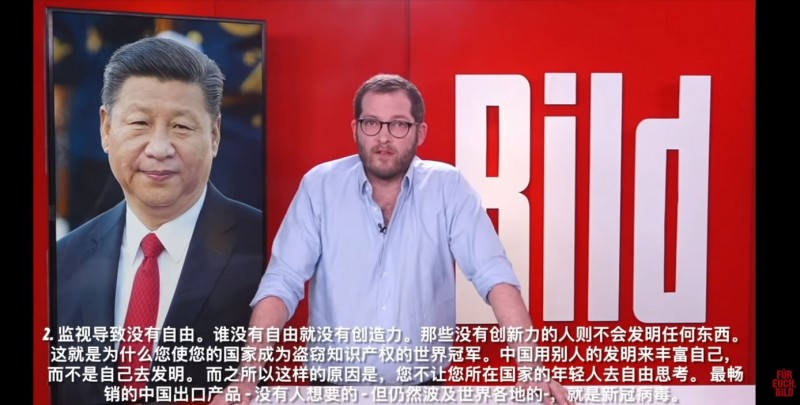 Bild
2. 监视导致没有自由。谁没有自由就没有创造力。那些没有创新力的人则不会发明任何东西。
这就是为什么您使您的国家成为盗窃知识产权的世界冠军。中国用别人的发明来丰富自己，
而不是自己去发明。 而之所以这样的原因是，您不让您所在国家的年轻人去自由思考。 最畅
销的中国出口产品 - 没有人想要的 - 但仍然波及世界各地的-，就是新冠病毒。
FÜR
EUCH.
BILD